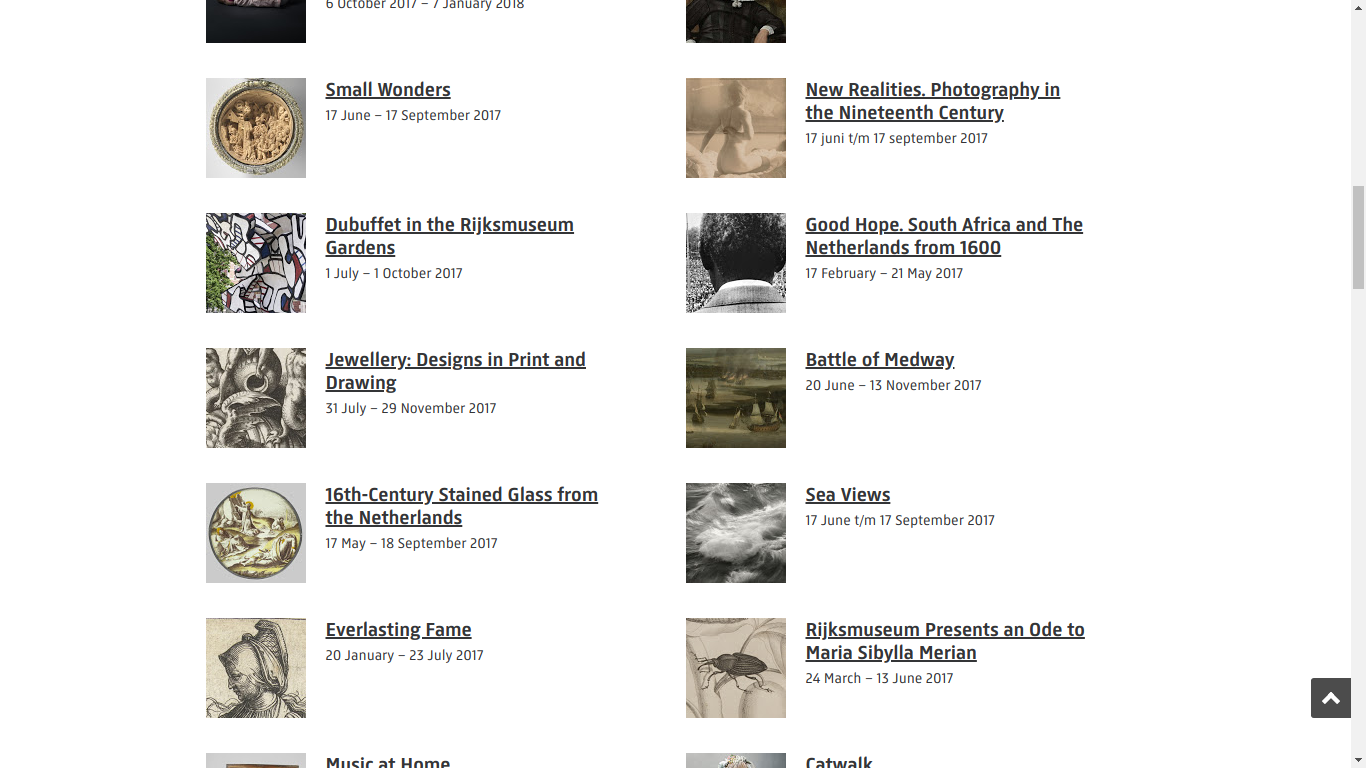 6 October 2017 – 7 January 2018
Small Wonders
17 June – 17 September 2017
New Realities. Photography in
the Nineteenth Century
17 juni t/m 17 september 2017
Dubuffet in the Rijksmuseum
Gardens
1 July – 1 October 2017
Good Hope. South Africa and The
Netherlands from 1600
17 February – 21 May 2017
Jewellery: Designs in Print and
Drawing
31 July – 29 November 2017
Battle of Medway
20 June – 13 November 2017
16th-Century Stained Glass from
the Netherlands
17 May – 18 September 2017
Sea Views
17 June t/m 17 September 2017
Everlasting Fame
20 January – 23 July 2017
Rijksmuseum Presents an Ode to
Maria Sibylla Merian
24 March – 13 June 2017
Music at Home
Catwalk